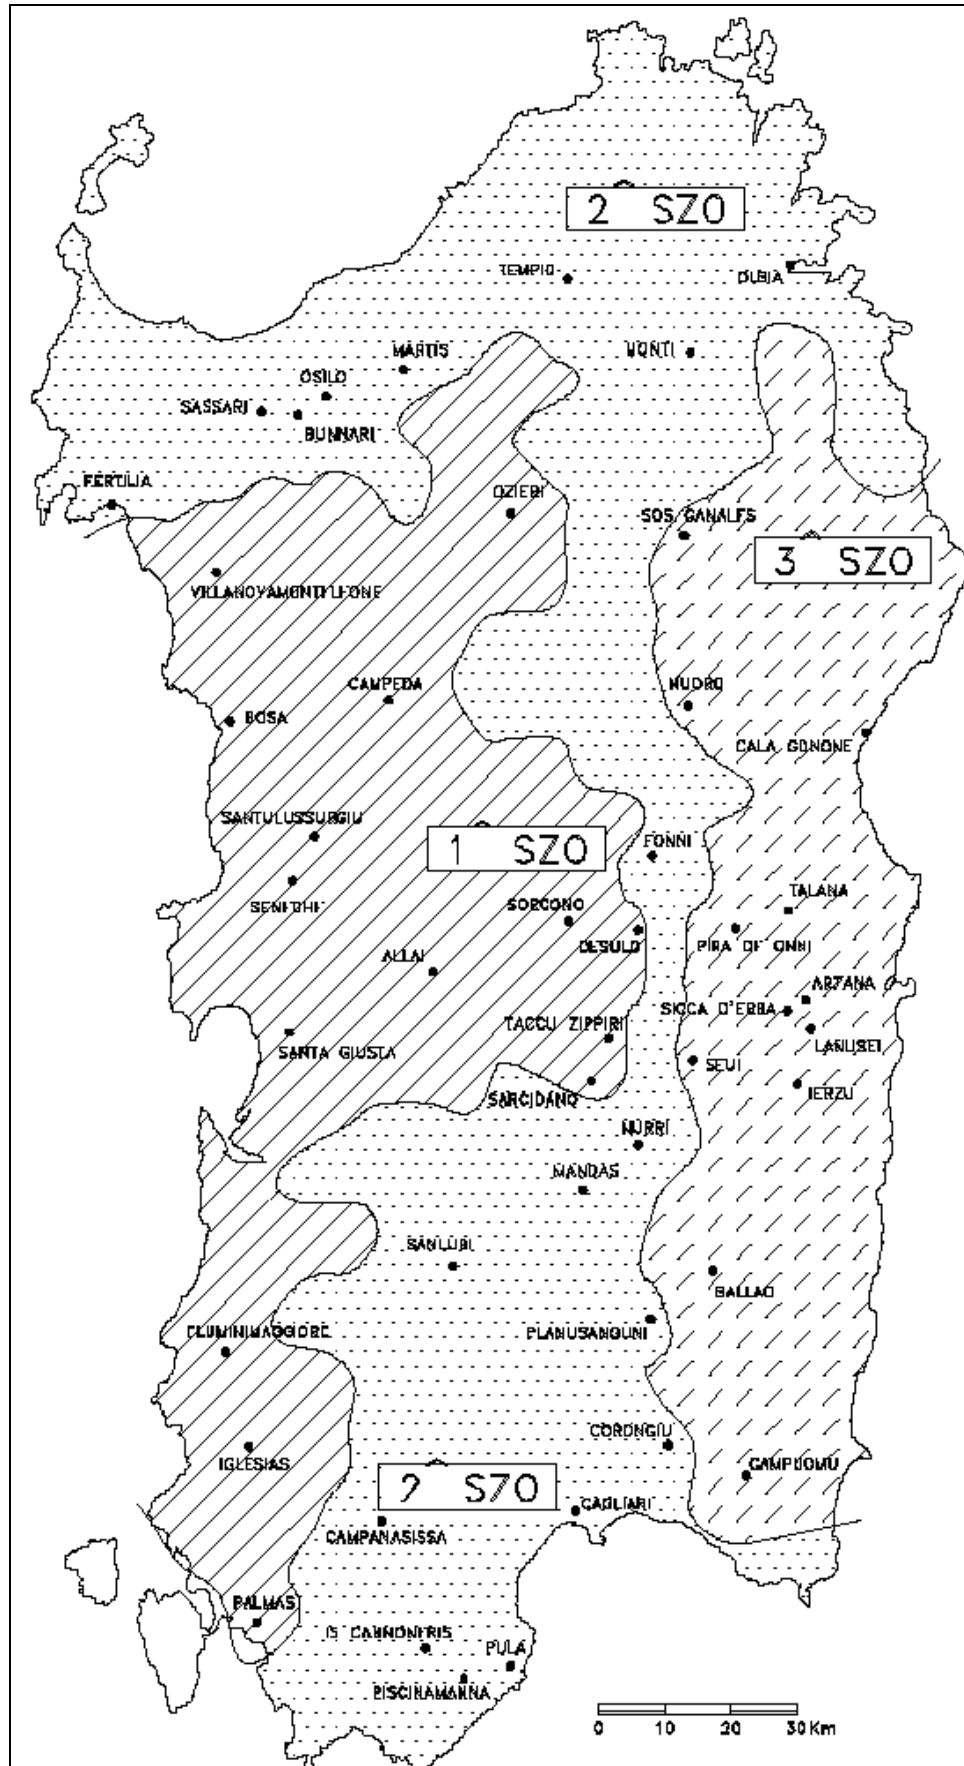 2 SZO
TEMPIO
OLBIA
MARTIS
MONTI
OSILO
SASSARI
BUNNARI
FERTILIA
OZIERI
SOS CANALES
3 SZO
VILLANOVAMONTELEONE
CAMPEDA
NUORO
BOSA
CALA GONONE
SANTULUSSURGIU
1 SZO
FONNI
SENEGHE
SORGONO
TALANA
DESULO
PIRA DE ONNI
ALLAI
ARZANA
SICCA D'ERBA
TACCU ZIPPIRI
LANUSEI
SANTA GIUSTA
SEUI
JERZU
SARCIDANO
NURRI
MANDAS
SANLURI
BALLAO
FLUMINIMAGGIORE
PLANUSANGUNI
CORONGIU
IGLESIAS
CAMPUOMU
2 SZO
CAGLIARI
CAMPANASISSA
PALMAS
IS CANNONERIS
PULA
PISCINAMANNA
0 10 20 30 Km